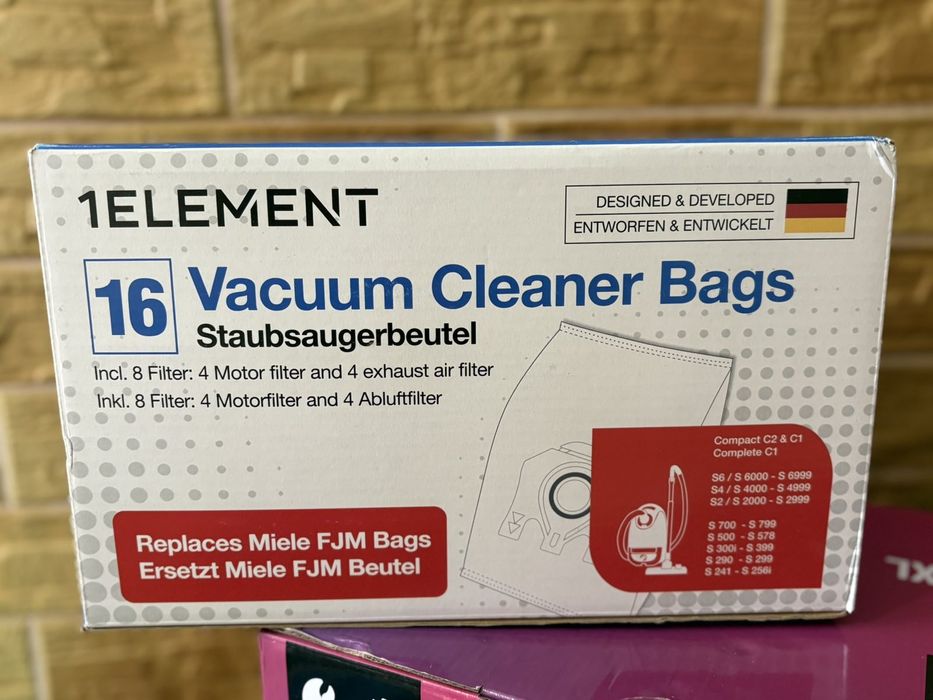 1ELEMENT
DESIGNED & DEVELOPED
ENTWORFEN & ENTWICKELT
16 Vacuum Cleaner Bags
Staubsaugerbeutel
Incl. 8 Filter: 4 Motor filter and 4 exhaust air filter
Inkl. 8 Filter: 4 Motorfilter and 4 Abluftfilter
Compact C2 & C1
Complete C1
S6 / S 6000 - S 6999
S4 / S 4000 - S 4999
S2 / S 2000 - S 2999
S 700 - S 799
S 500 - S 578
S 300i - S 399
S 290 - S 299
S 241 - S 256i
Replaces Miele FJM Bags
Ersetzt Miele FJM Beutel
XL